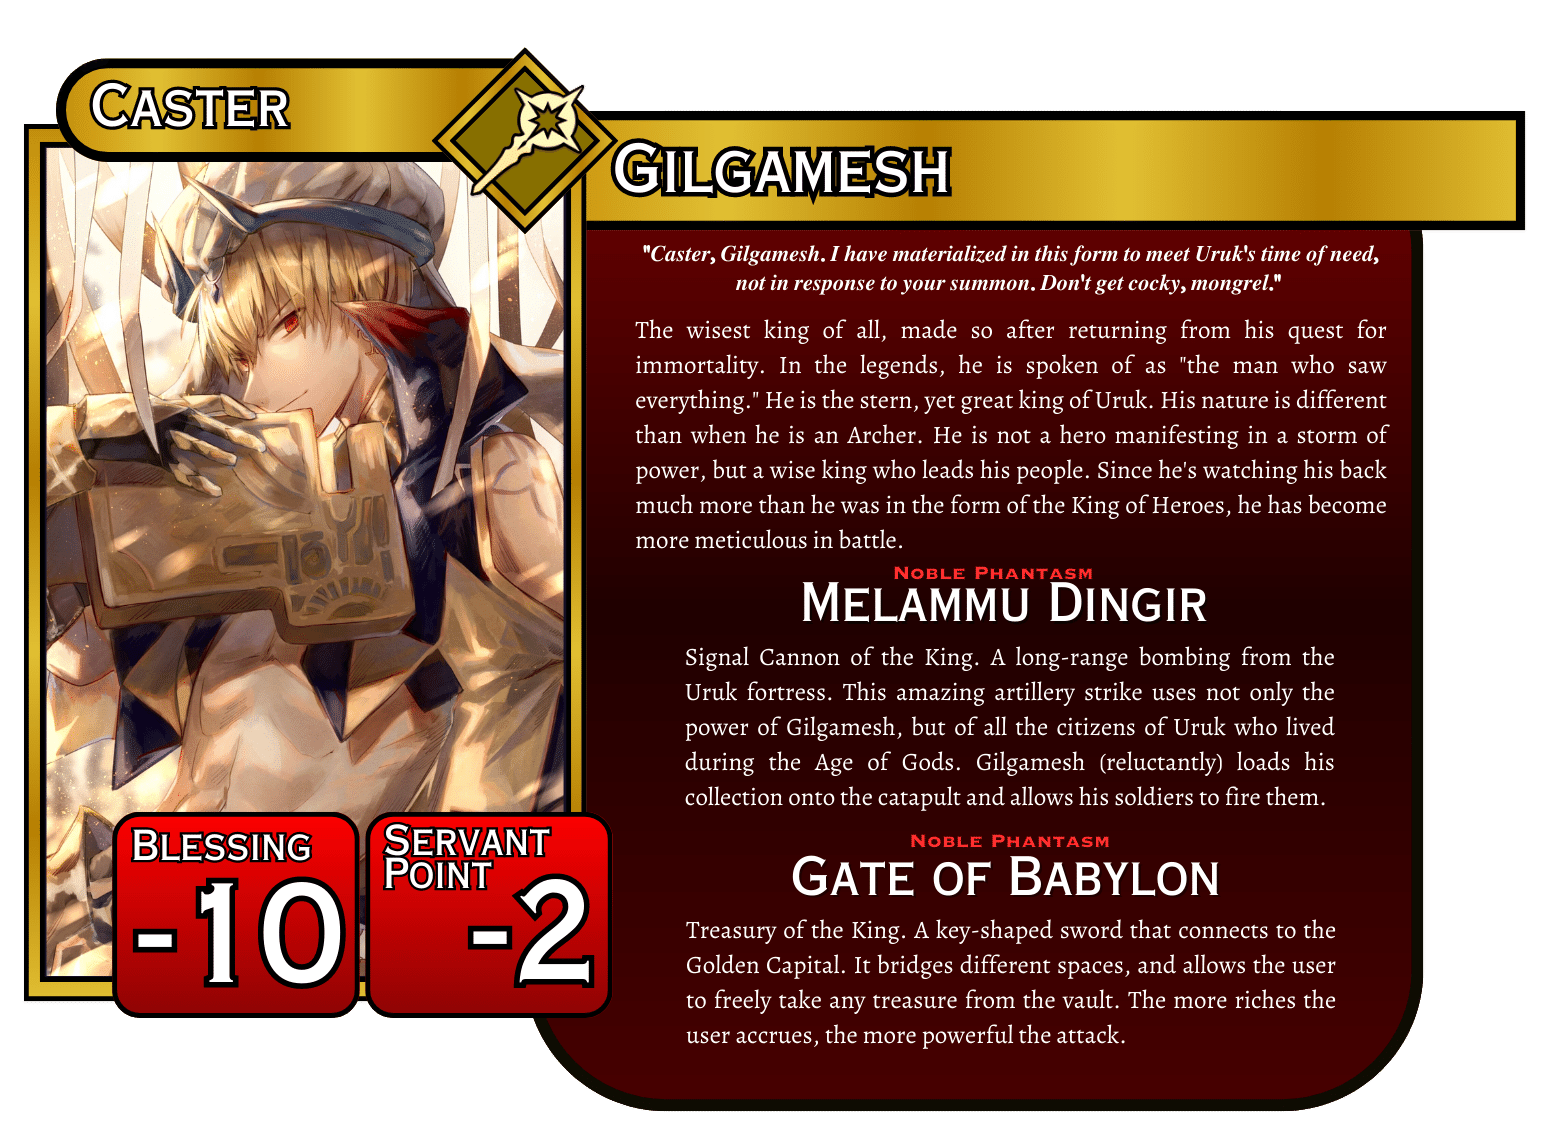 CASTER
GILGAMESH
"Caster, Gilgamesh. I have materialized in this form to meet Uruk's time of need,
not in response to your summon. Don't get cocky, mongrel."
The wisest king of all, made so after returning from his quest for
immortality. In the legends, he is spoken of as "the man who saw
everything." He is the stern, yet great king of Uruk. His nature is different
than when he is an Archer. He is not a hero manifesting in a storm of
power, but a wise king who leads his people. Since he's watching his back
much more than he was in the form of the King of Heroes, he has become
more meticulous in battle.
NOBLE PHANTASM
MELAMMU DINGIR
Signal Cannon of the King. A long-range bombing from the
Uruk fortress. This amazing artillery strike uses not only the
power of Gilgamesh, but of all the citizens of Uruk who lived
during the Age of Gods. Gilgamesh (reluctantly) loads his
collection onto the catapult and allows his soldiers to fire them.
NOBLE PHANTASM
GATE OF BABYLON
Treasury of the King. A key-shaped sword that connects to the
Golden Capital. It bridges different spaces, and allows the user
to freely take any treasure from the vault. The more riches the
user accrues, the more powerful the attack.
BLESSING
-10
SERVANT
POINT
-2